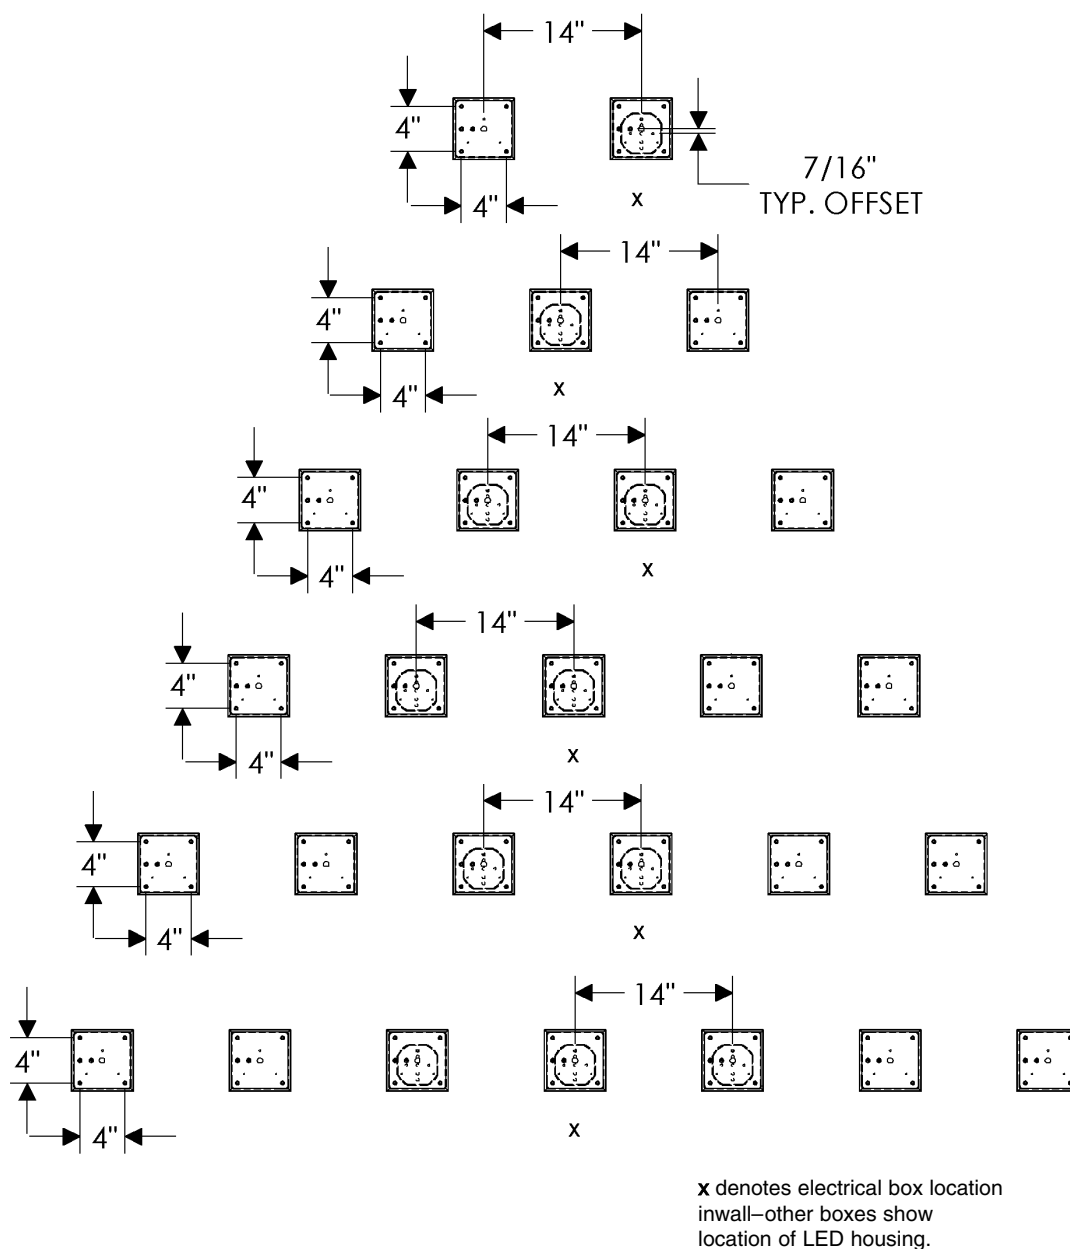 14"
4"
4"
x
7/16"
TYP. OFFSET
14"
4"
4"
x
14"
4"
4"
x
14"
4"
4"
x
14"
4"
4"
x
14"
4"
4"
x
x denotes electrical box location
inwall–other boxes show
location of LED housing.